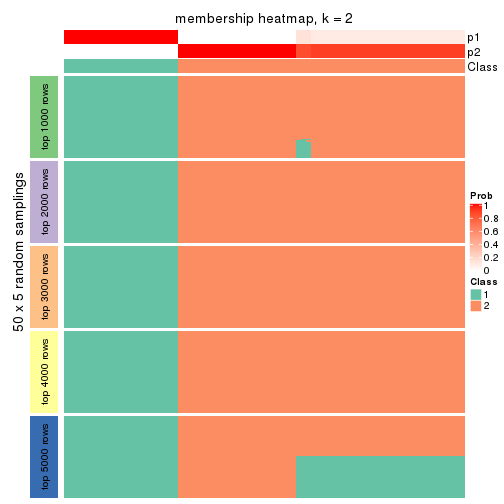 membership heatmap, k = 2
p1
p2
Class
50 x 5 random samplings
top 1000 rows
top 2000 rows
top 3000 rows
top 4000 rows
top 5000 rows
Prob
1
0.8
0.6
0.4
0.2
0
Class
1
2